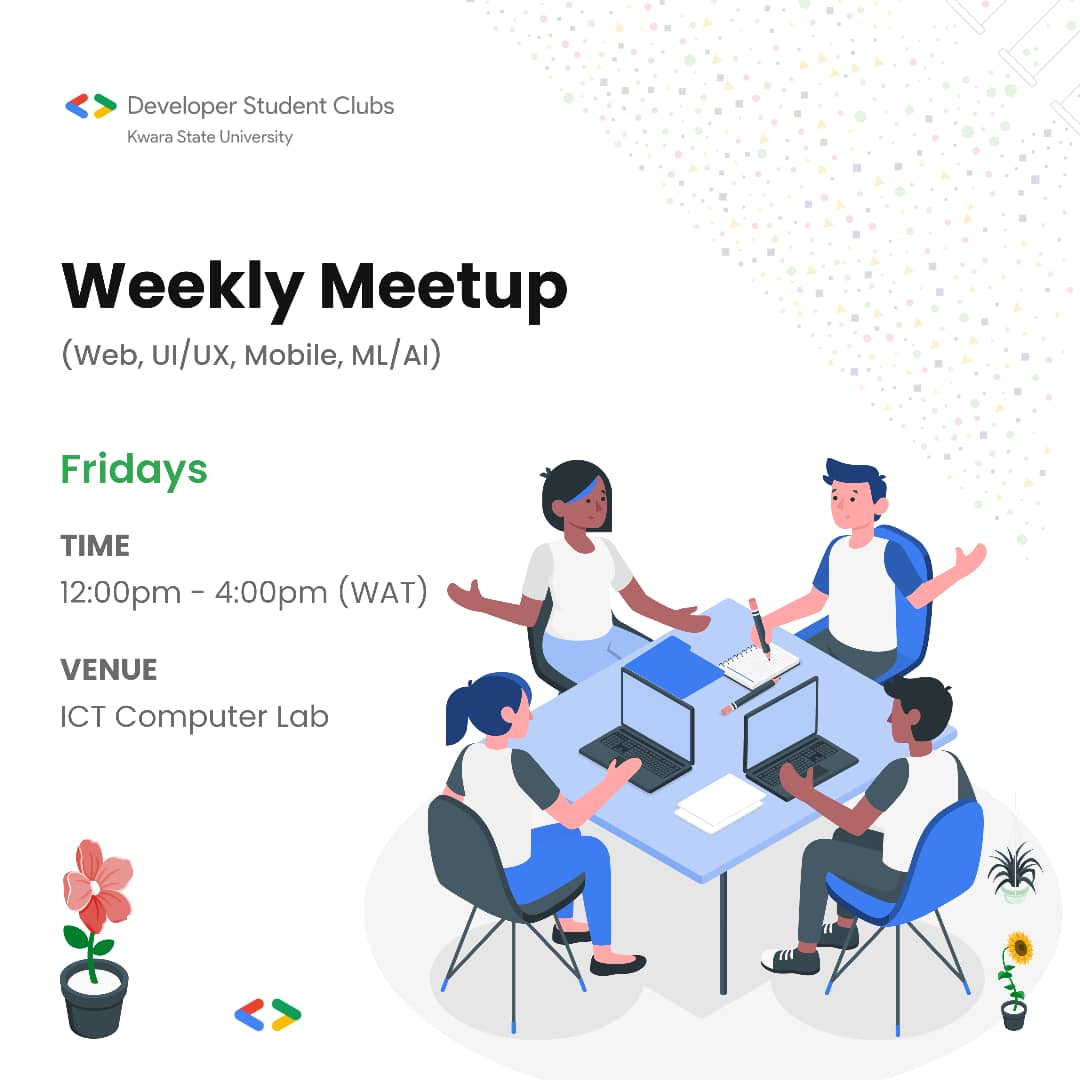 Developer Student Clubs
Kwara State University
Weekly Meetup
(Web, UI/UX, Mobile, ML/AI)
Fridays
TIME
12:00pm - 4:00pm (WAT)
VENUE
ICT Computer Lab